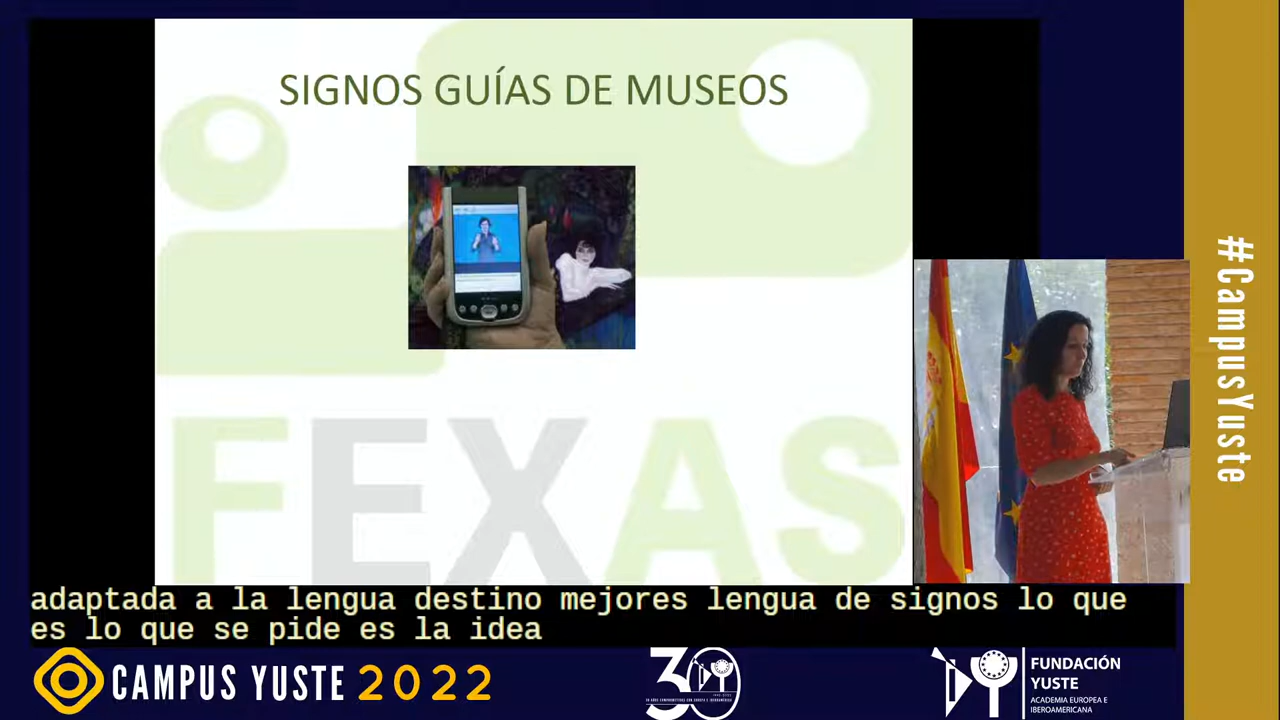 SIGNOS GUÍAS DE MUSEOS
FEXAS
#CampusYuste
adaptada a la lengua destino mejores lengua de signos lo que
es lo que se pide es la idea
CAMPUS YUSTE 2022
30
FUNDACIÓN
YUSTE
ACADEMIA EUROPEA E
IBEROAMERICANA